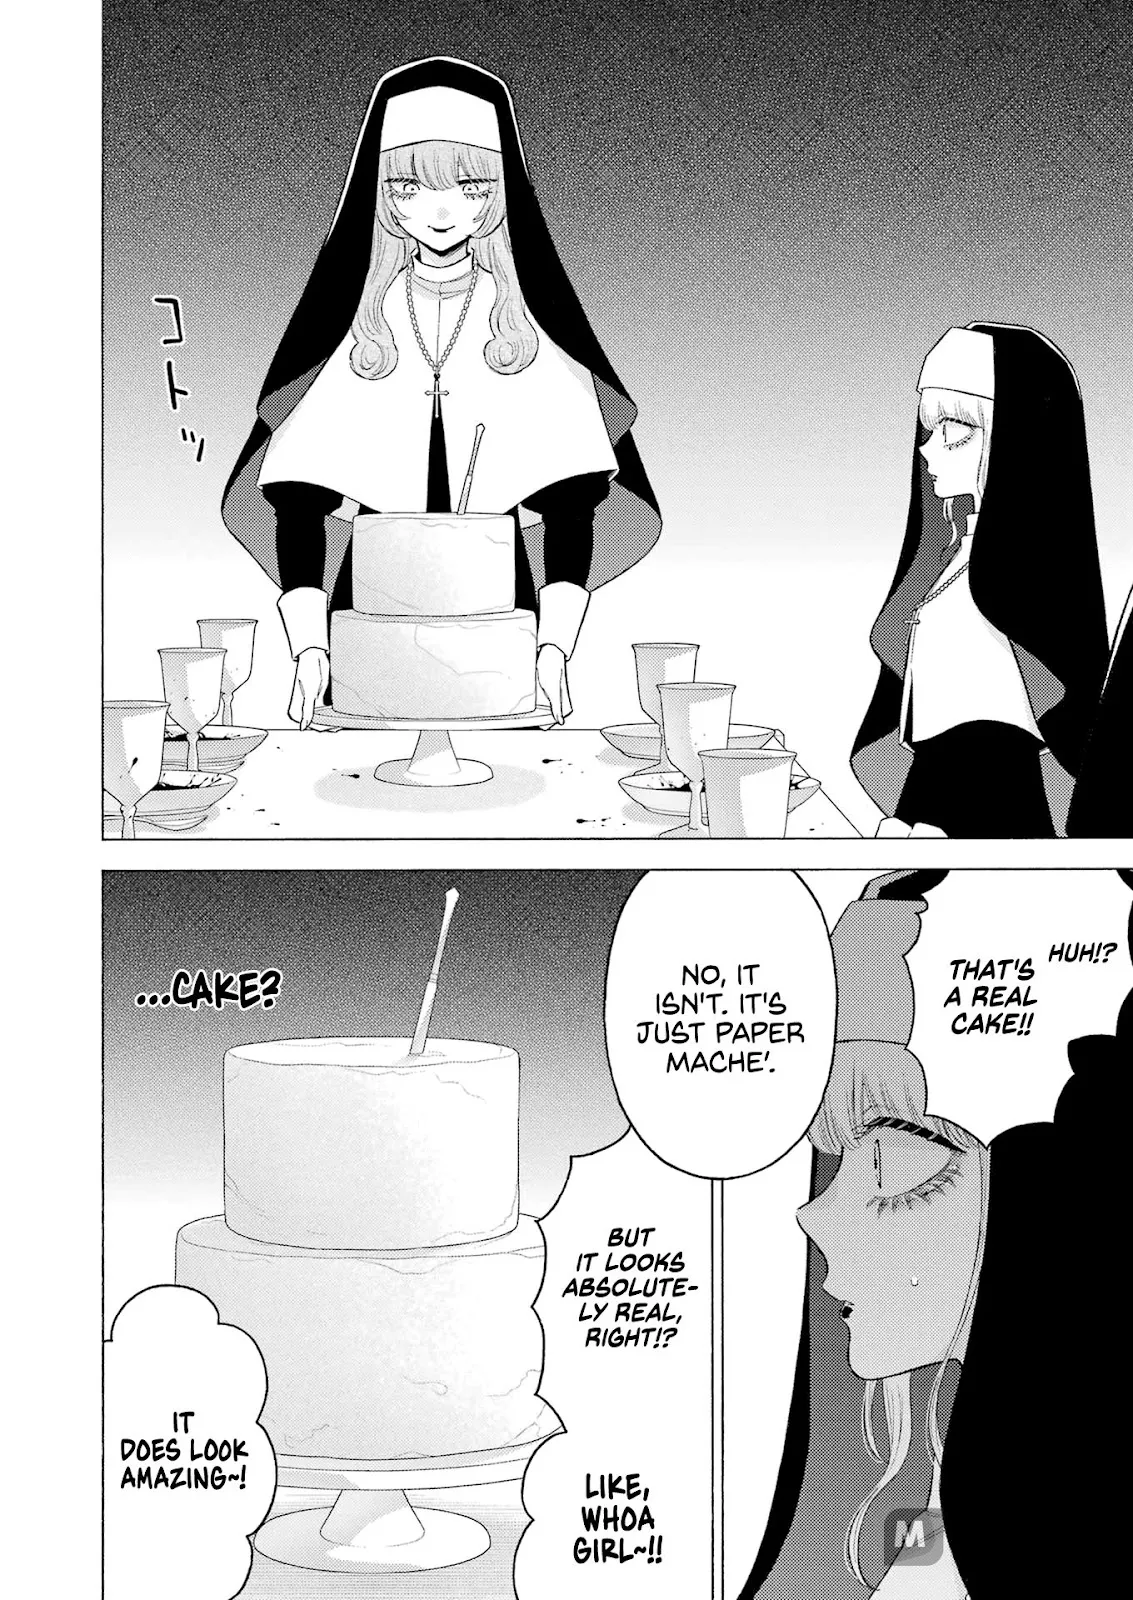 コトッ
HUH!?
THAT'S
A REAL
CAKE!!
NO, IT
ISN'T. IT'S
JUST PAPER
MACHE'.
...CAKE?
BUT
IT LOOKS
ABSOLUTE-
LY REAL,
RIGHT!?
LIKE,
WHOA
GIRL~!!
IT
DOES LOOK
AMAZING~!
M